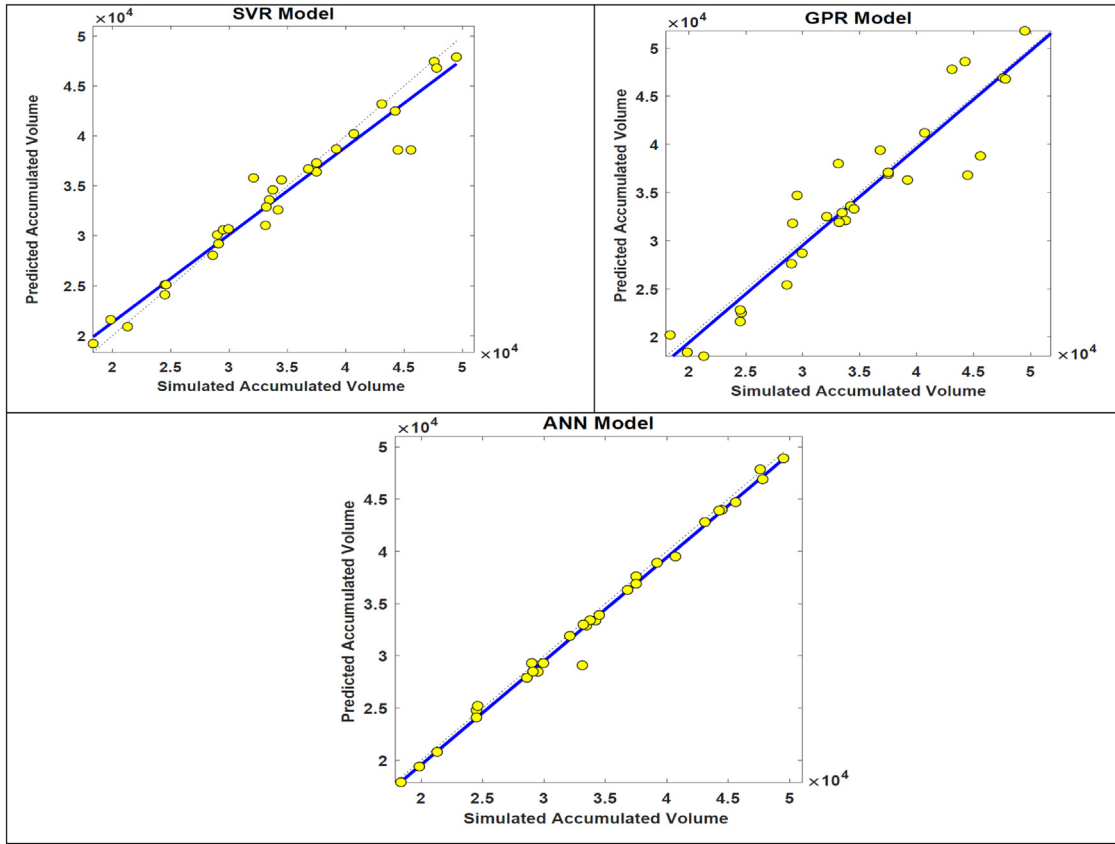 SVR Model
×10⁴
Predicted Accumulated Volume
5
4.5
4
3.5
3
2.5
2
2 2.5 3 3.5 4 4.5 5
×10⁴
Simulated Accumulated Volume
GPR Model
×10⁴
Predicted Accumulated Volume
5
4.5
4
3.5
3
2.5
2
2 2.5 3 3.5 4 4.5 5
×10⁴
Simulated Accumulated Volume
ANN Model
×10⁴
Predicted Accumulated Volume
5
4.5
4
3.5
3
2.5
2
2 2.5 3 3.5 4 4.5 5
×10⁴
Simulated Accumulated Volume